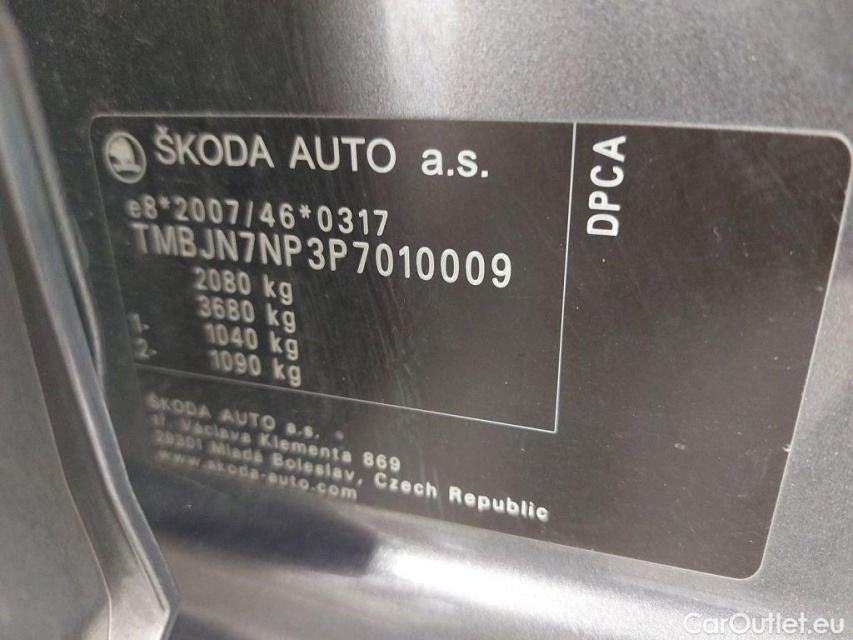 ŠKODA AUTO a.s.
DPCA
e8*2007/46*0317
TMBJN7NP3P7010009
2080 kg
3680 kg
1- 1040 kg
2- 1090 kg
ŠKODA AUTO a.s.
tř. Václava Klementa 869
29301 Mladá Boleslav, Czech Republic
www.skoda-auto.com
CarOutlet.eu